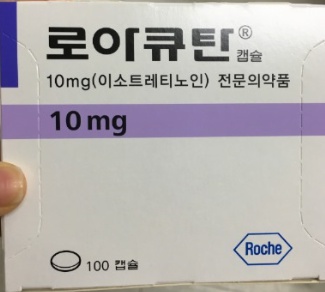 로아큐탄® 캡슐
10mg(이소트레티노인) 전문의약품
10 mg
100 캡슐
Roche